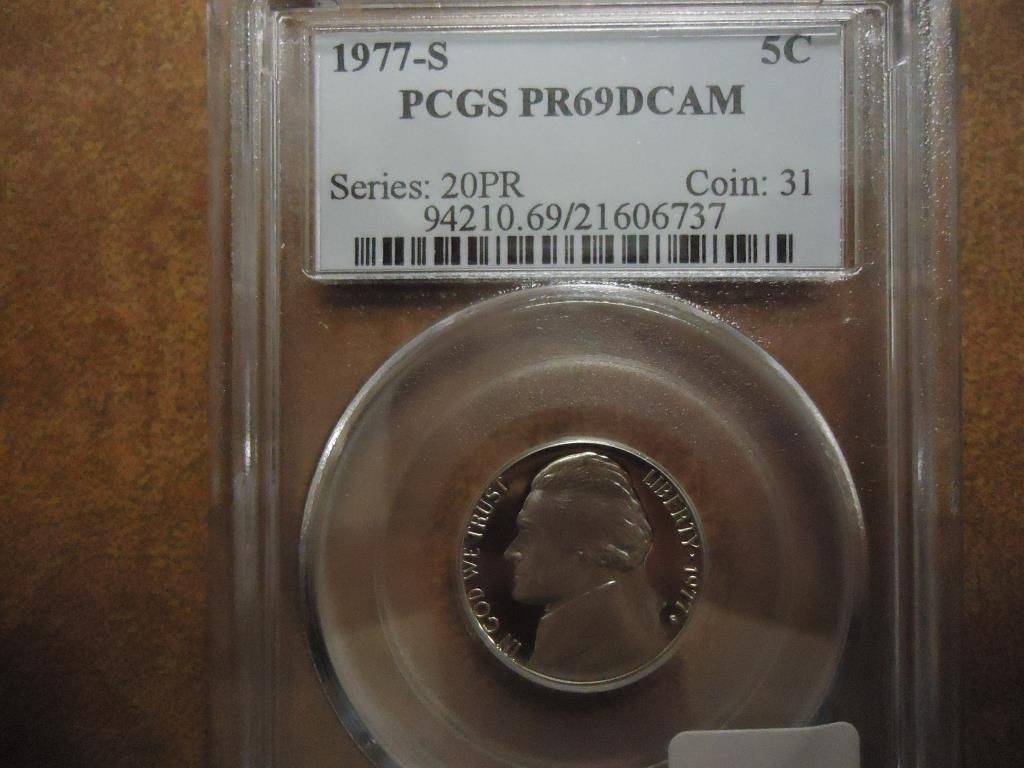 1977-S 5C
PCGS PR69DCAM
Series: 20PR Coin: 31
94210.69/21606737
IN GOD WE TRUST
LIBERTY · 1977